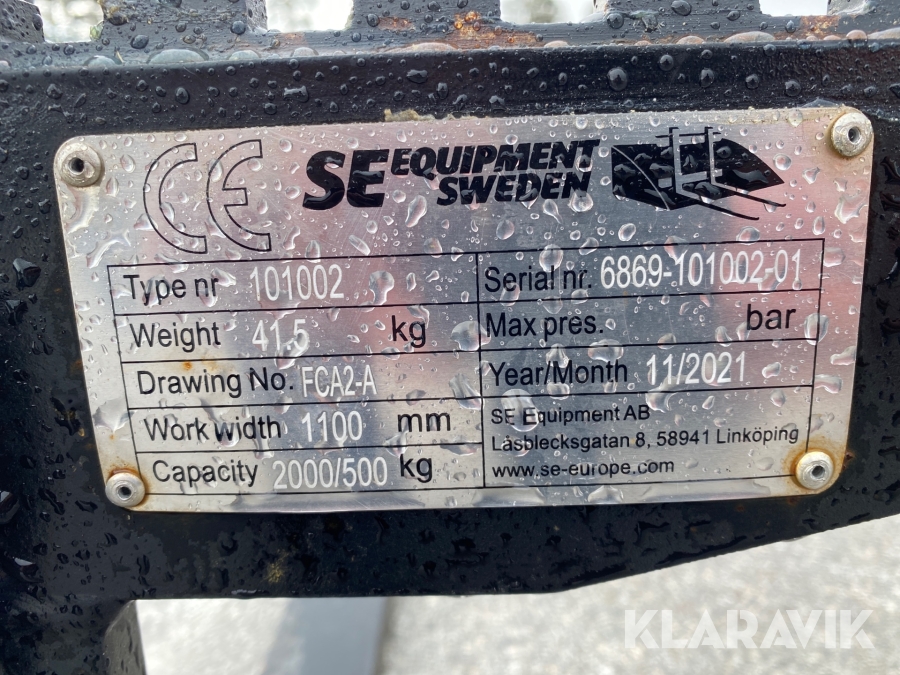 CE SE EQUIPMENT SWEDEN
Type nr 101002 Serial nr. 6869-101002-01
Weight 41.5 kg Max pres. bar
Drawing No. FCA2-A Year/Month 11/2021
Work width 1100 mm SE Equipment AB
Låsblecksgatan 8, 58941 Linköping
Capacity 2000/500 kg www.se-europe.com
KLARAVIK